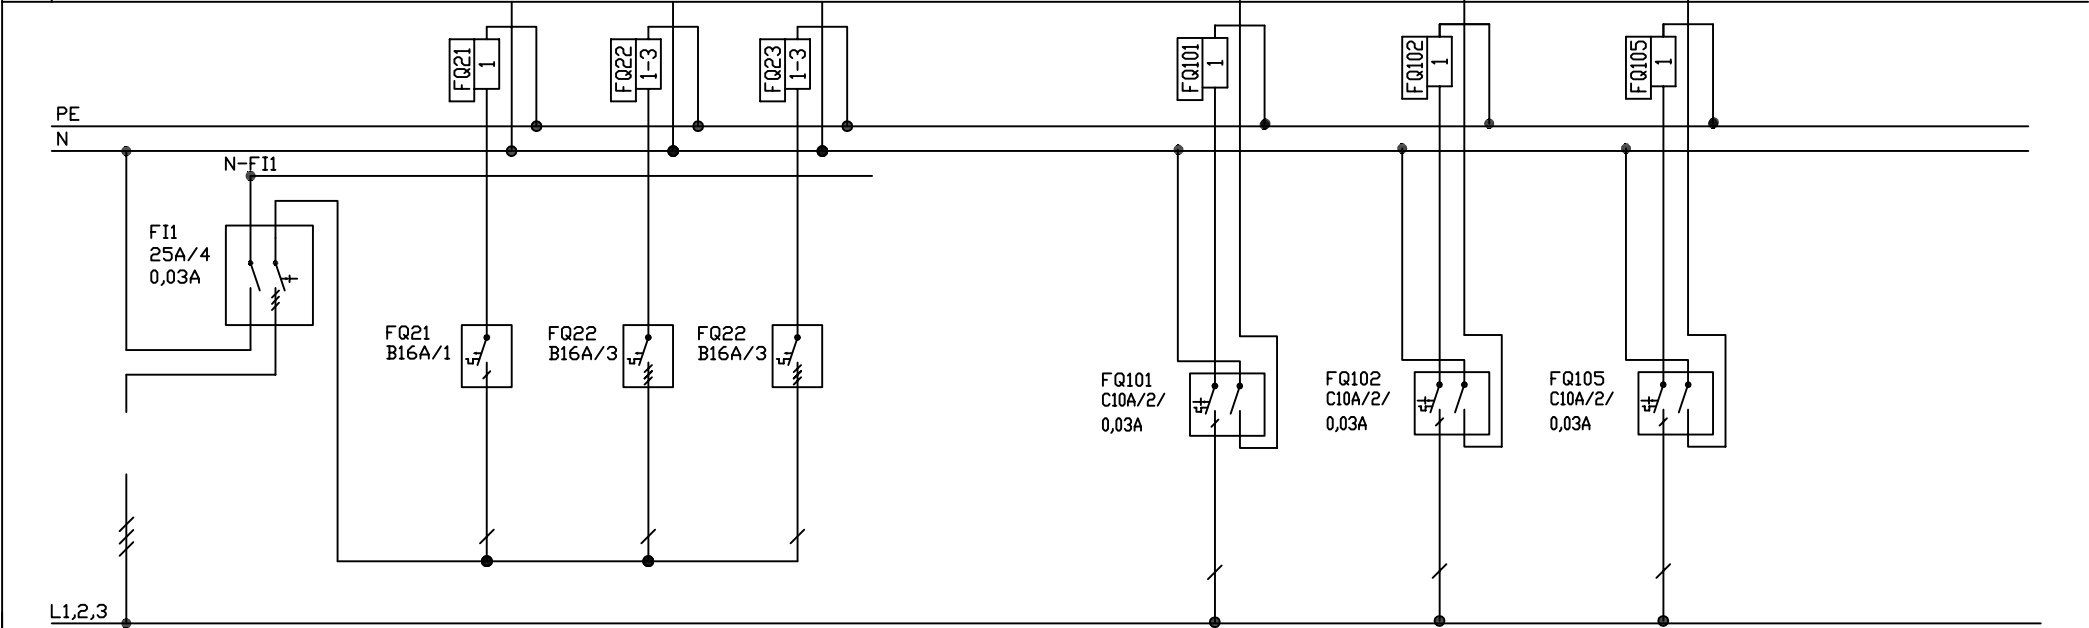 FQ21
1
FQ22
1-3
FQ23
1-3
FQ101
1
FQ102
1
FQ105
1
PE
N
N-FI1
FI1
25A/4
0,03A
FQ21
B16A/1
FQ22
B16A/3
FQ22
B16A/3
FQ101
C10A/2/
0,03A
FQ102
C10A/2/
0,03A
FQ105
C10A/2/
0,03A
L1,2,3